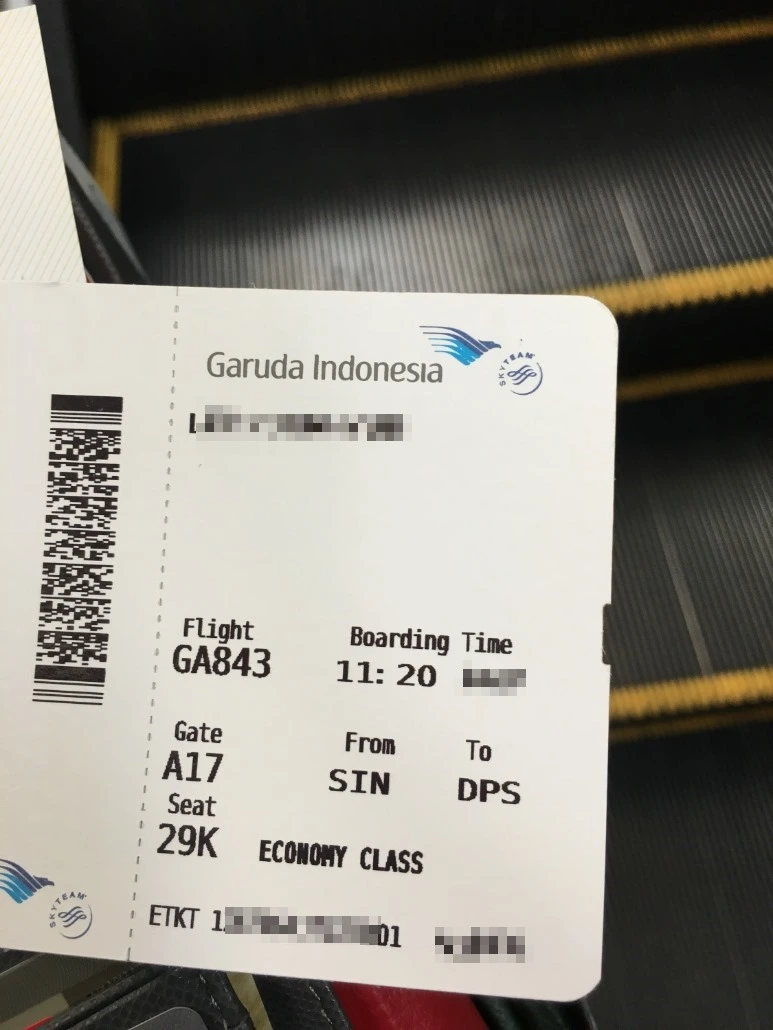 Garuda Indonesia
SKYTEAM
Flight Boarding Time
GA843 11:20
Gate From To
A17 SIN DPS
Seat
29K ECONOMY CLASS
ETKT
SKYTEAM